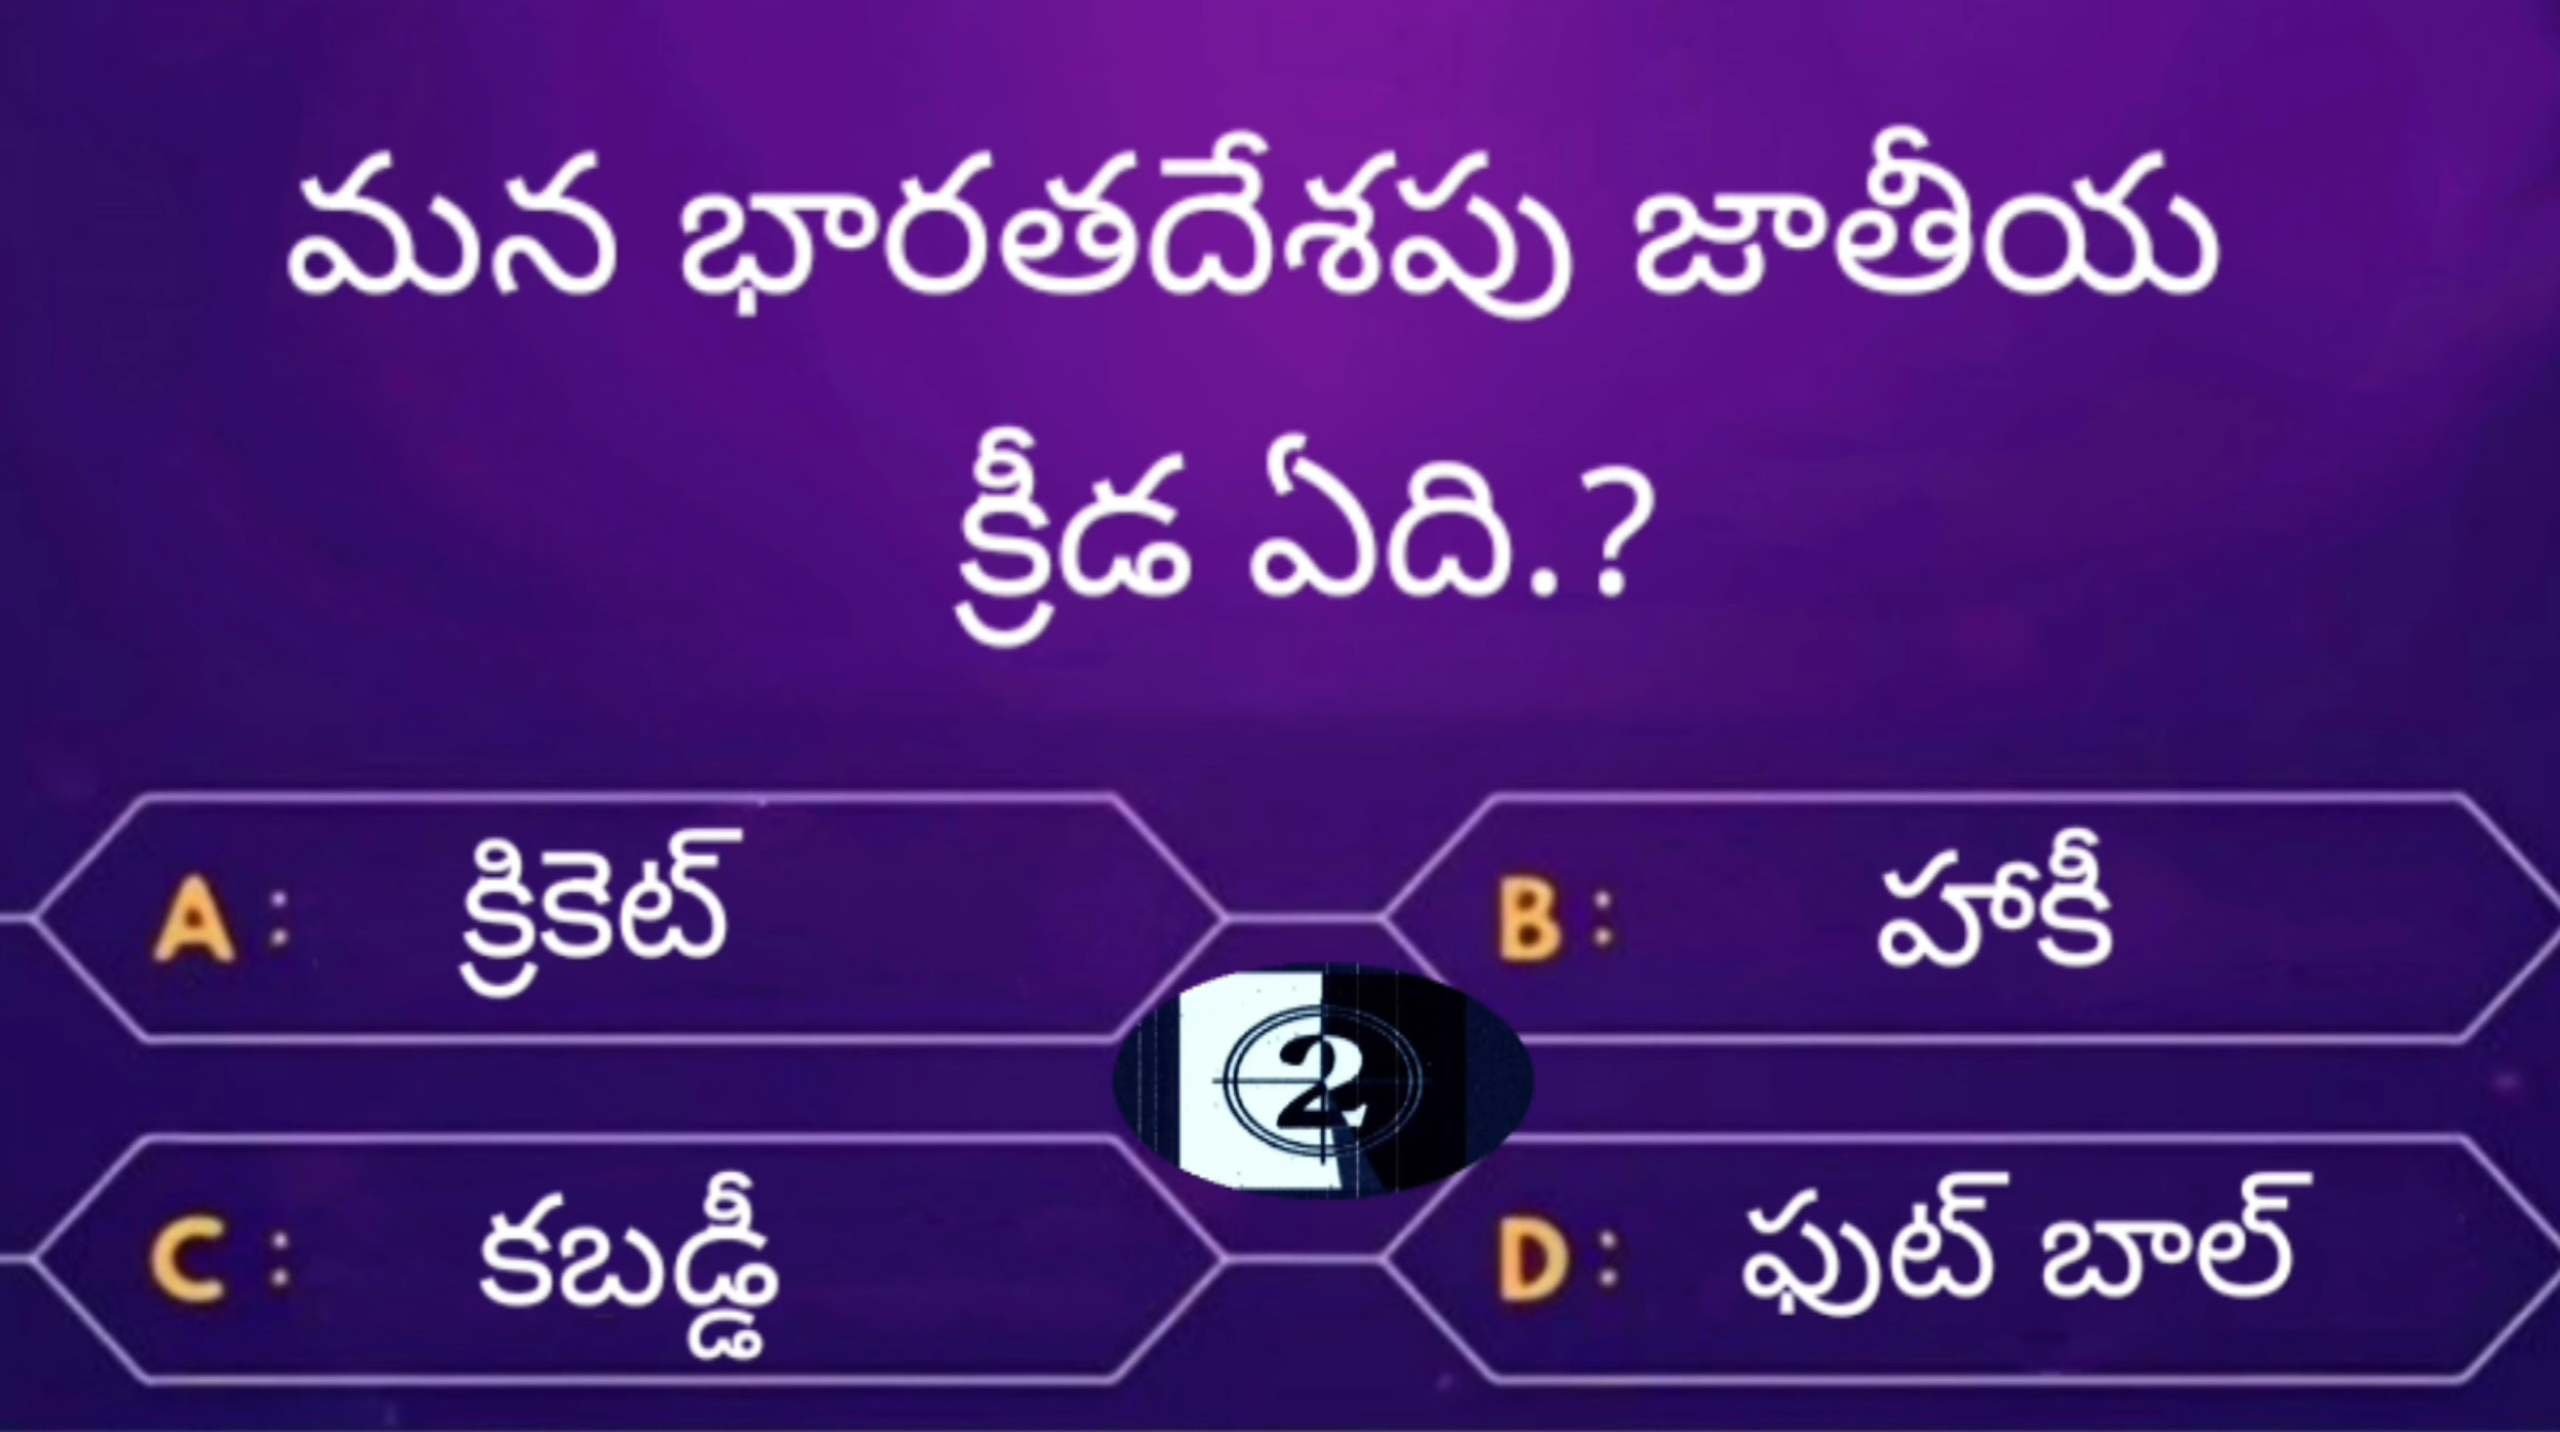 మన భారతదేశపు జాతీయ
క్రీడ ఏది.?
A: క్రికెట్
B: హాకీ
2
C: కబడ్డీ
D: ఫుట్ బాల్